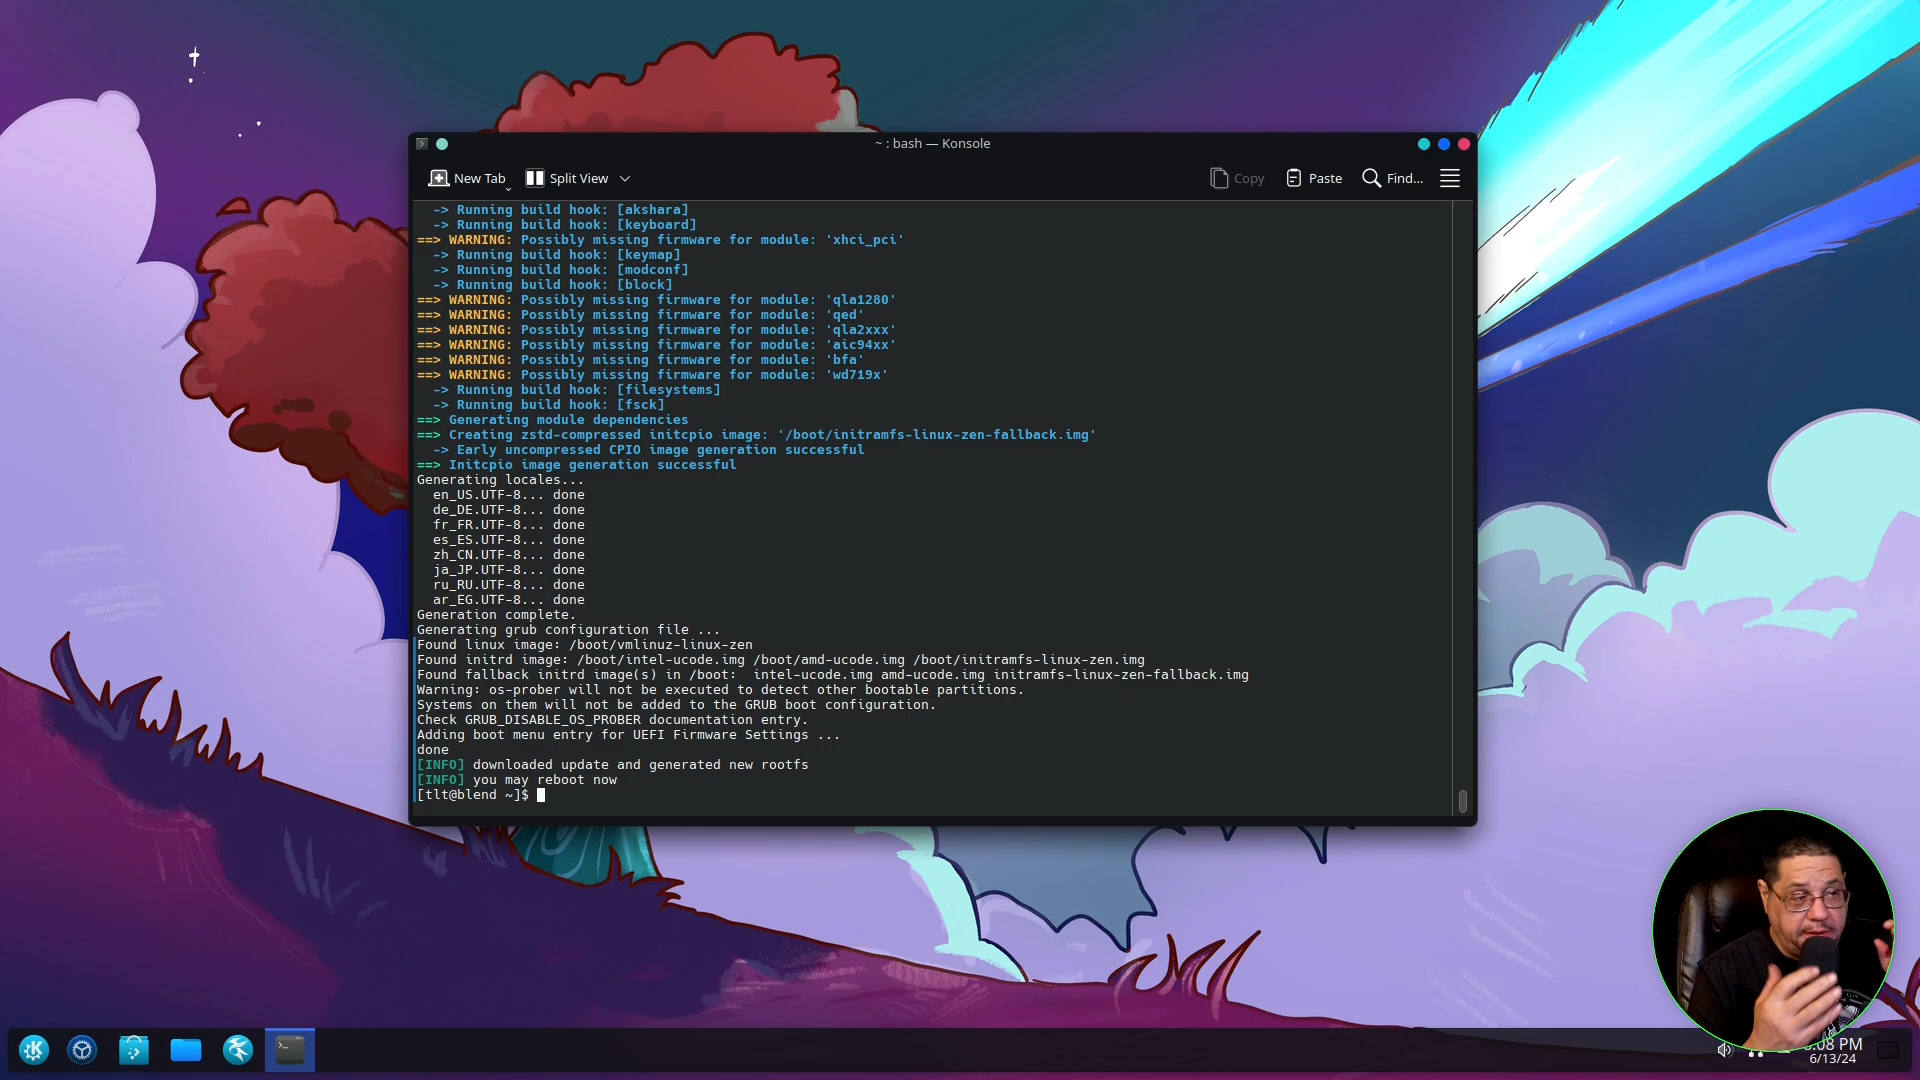 ~ : bash — Konsole
New Tab
Split View
Copy
Paste
Find...
-> Running build hook: [akshara]
-> Running build hook: [keyboard]
==> WARNING: Possibly missing firmware for module: 'xhci_pci'
-> Running build hook: [keymap]
-> Running build hook: [modconf]
-> Running build hook: [block]
==> WARNING: Possibly missing firmware for module: 'qla1280'
==> WARNING: Possibly missing firmware for module: 'qed'
==> WARNING: Possibly missing firmware for module: 'qla2xxx'
==> WARNING: Possibly missing firmware for module: 'aic94xx'
==> WARNING: Possibly missing firmware for module: 'bfa'
==> WARNING: Possibly missing firmware for module: 'wd719x'
-> Running build hook: [filesystems]
-> Running build hook: [fsck]
==> Generating module dependencies
==> Creating zstd-compressed initcpio image: '/boot/initramfs-linux-zen-fallback.img'
-> Early uncompressed CPIO image generation successful
==> Initcpio image generation successful
Generating locales...
en_US.UTF-8... done
de_DE.UTF-8... done
fr_FR.UTF-8... done
es_ES.UTF-8... done
zh_CN.UTF-8... done
ja_JP.UTF-8... done
ru_RU.UTF-8... done
ar_EG.UTF-8... done
Generation complete.
Generating grub configuration file ...
Found linux image: /boot/vmlinuz-linux-zen
Found initrd image: /boot/intel-ucode.img /boot/amd-ucode.img /boot/initramfs-linux-zen.img
Found fallback initrd image(s) in /boot:  intel-ucode.img amd-ucode.img initramfs-linux-zen-fallback.img
Warning: os-prober will not be executed to detect other bootable partitions.
Systems on them will not be added to the GRUB boot configuration.
Check GRUB_DISABLE_OS_PROBER documentation entry.
Adding boot menu entry for UEFI Firmware Settings ...
done
[INFO] downloaded update and generated new rootfs
[INFO] you may reboot now
[tlt@blend ~]$
PM
6/13/24